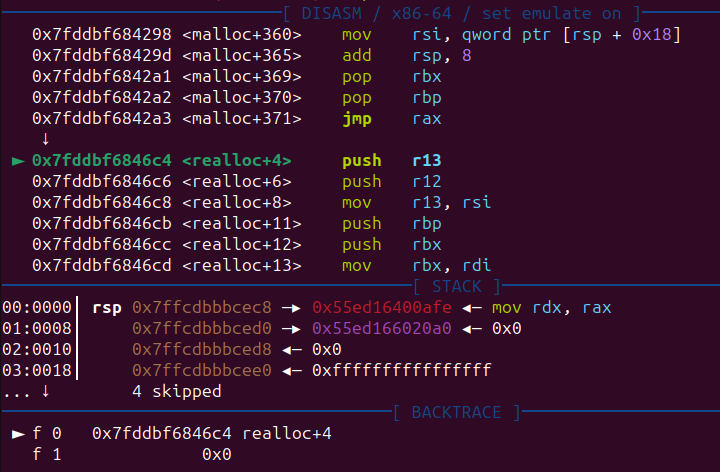 [ DISASM / x86-64 / set emulate on ]
0x7fddbf684298 <malloc+360> mov rsi, qword ptr [rsp + 0x18]
0x7fddbf68429d <malloc+365> add rsp, 8
0x7fddbf6842a1 <malloc+369> pop rbx
0x7fddbf6842a2 <malloc+370> pop rbp
0x7fddbf6842a3 <malloc+371> jmp rax
↓
► 0x7fddbf6846c4 <realloc+4> push r13
0x7fddbf6846c6 <realloc+6> push r12
0x7fddbf6846c8 <realloc+8> mov r13, rsi
0x7fddbf6846cb <realloc+11> push rbp
0x7fddbf6846cc <realloc+12> push rbx
0x7fddbf6846cd <realloc+13> mov rbx, rdi
[ STACK ]
00:0000│ rsp 0x7ffcdbbbcec8 —▸ 0x55ed16400afe ◂— mov rdx, rax
01:0008│ 0x7ffcdbbbced0 —▸ 0x55ed166020a0 ◂— 0x0
02:0010│ 0x7ffcdbbbced8 ◂— 0x0
03:0018│ 0x7ffcdbbbcee0 ◂— 0xffffffffffffffff
... ↓ 4 skipped
[ BACKTRACE ]
► f 0 0x7fddbf6846c4 realloc+4
f 1 0x0